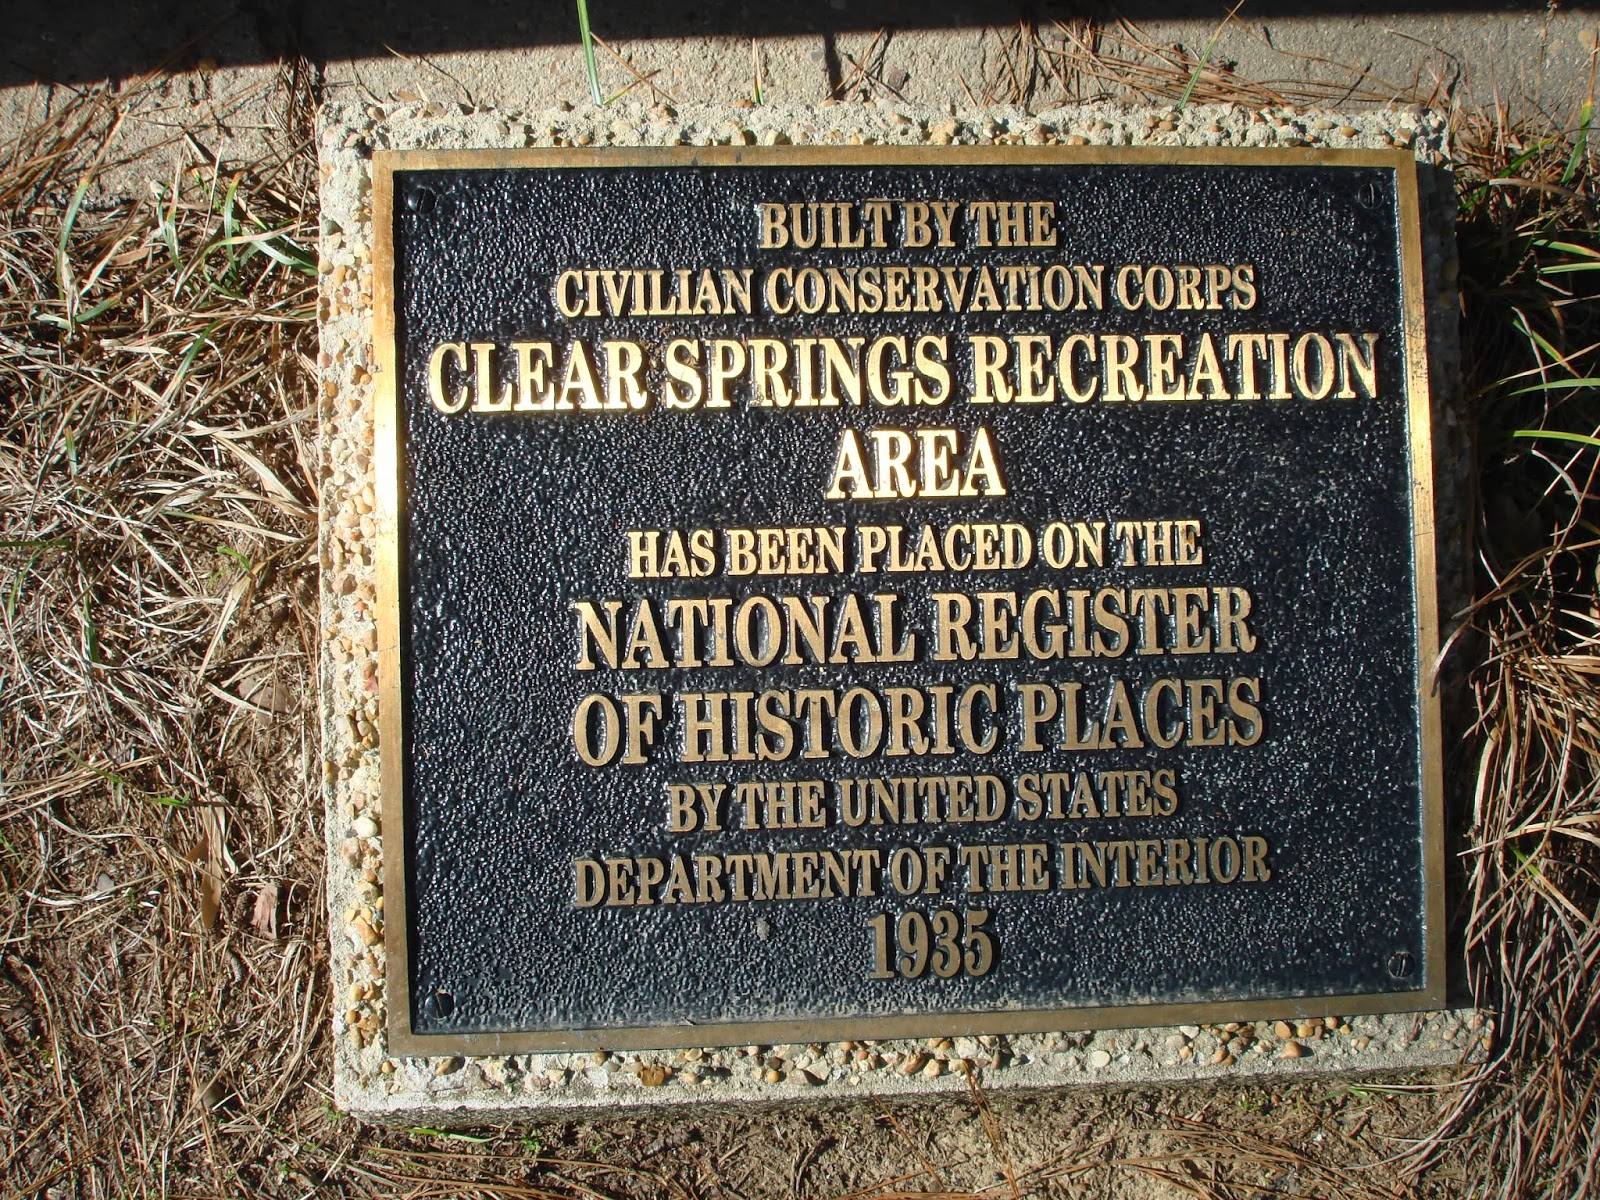 BUILT BY THE
CIVILIAN CONSERVATION CORPS
CLEAR SPRINGS RECREATION
AREA
HAS BEEN PLACED ON THE
NATIONAL REGISTER
OF HISTORIC PLACES
BY THE UNITED STATES
DEPARTMENT OF THE INTERIOR
1935